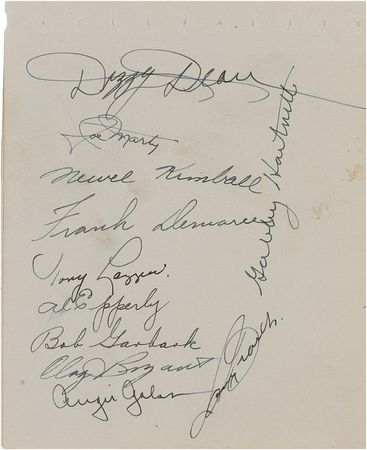 Dizzy Dean
Joe Marty
Newel Kimball
Frank Demaree
Tony Lazzeri.
Al Epperly
Bob Garbark
Clay Bryant
Augie Galan
Gabby Hartnett